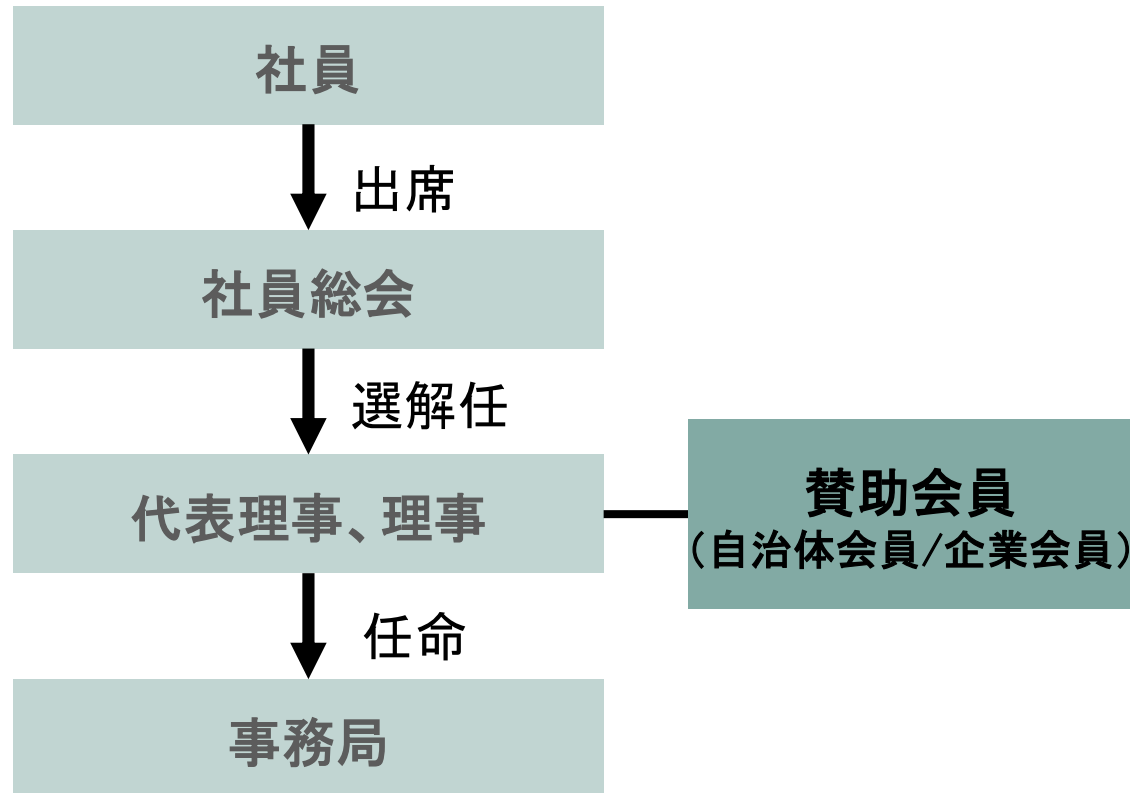 社員
出席
社員総会
選解任
代表理事、理事
賛助会員
(自治体会員/企業会員)
任命
事務局